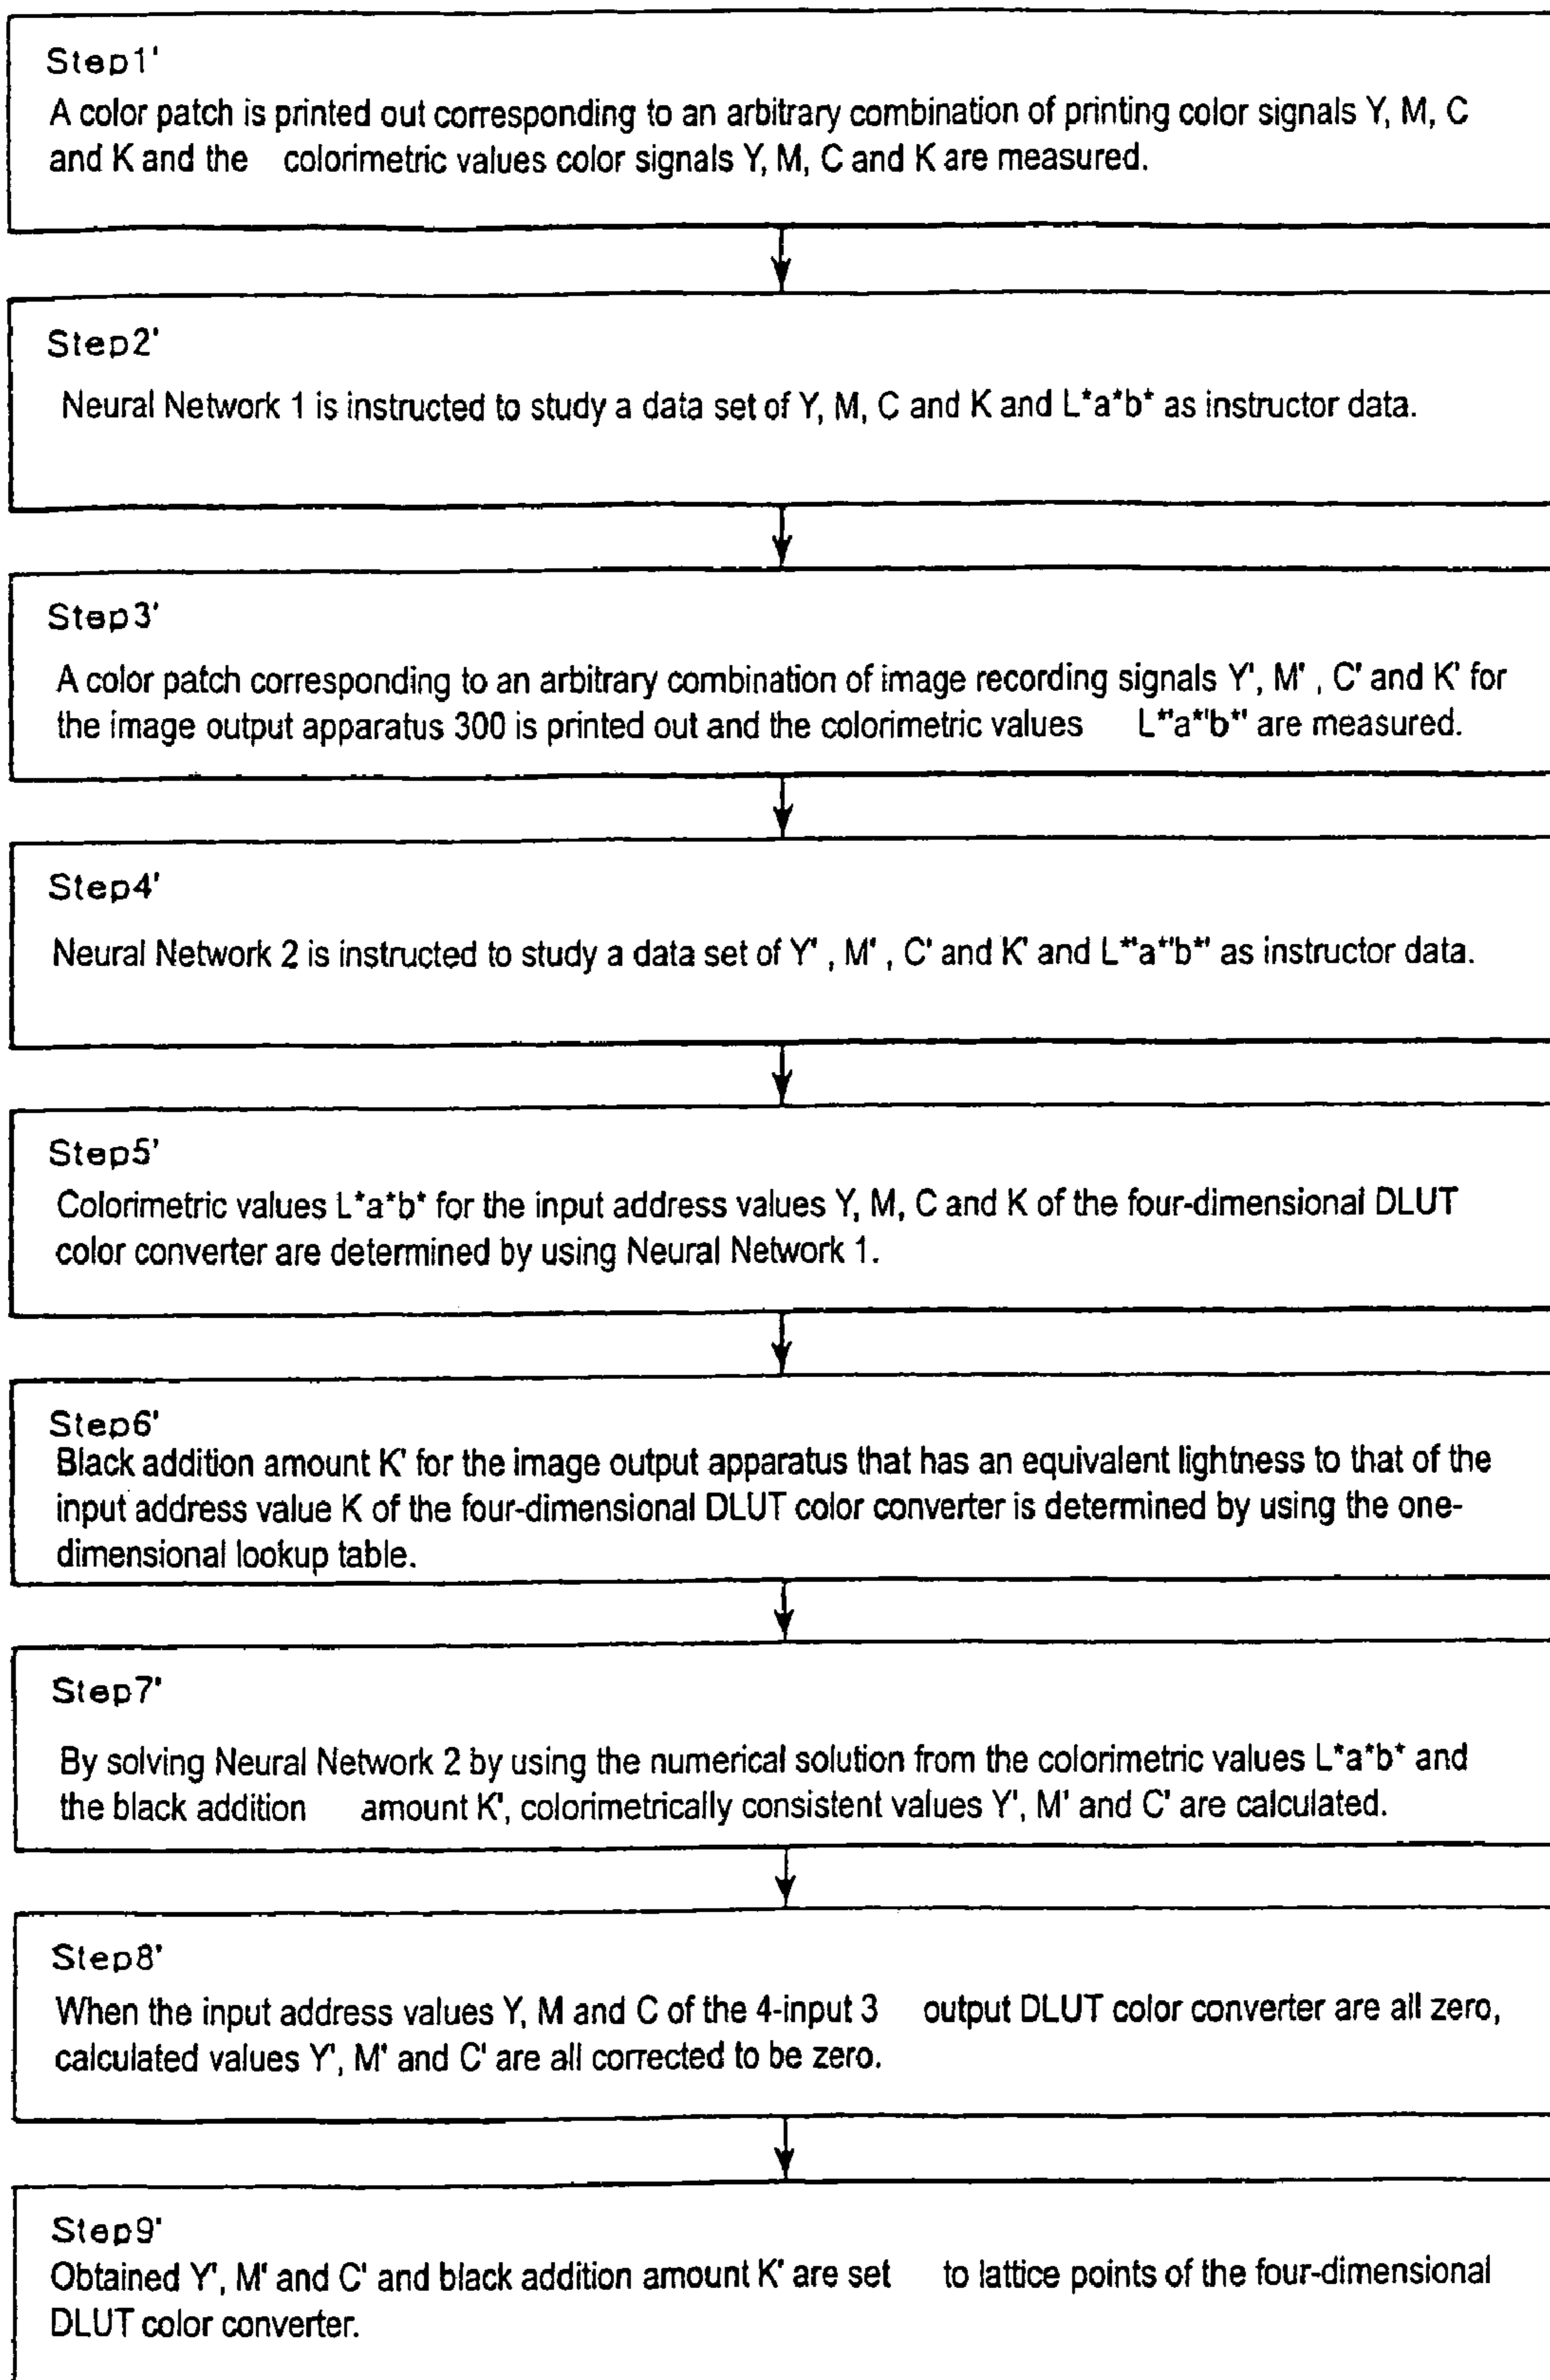 Step1'
A color patch is printed out corresponding to an arbitrary combination of printing color signals Y, M, C
and K and the colorimetric values color signals Y, M, C and K are measured.
Step2'
Neural Network 1 is instructed to study a data set of Y, M, C and K and L*a*b* as instructor data.
Step3'
A color patch corresponding to an arbitrary combination of image recording signals Y', M' , C' and K' for
the image output apparatus 300 is printed out and the colorimetric values L*'a*'b*' are measured.
Step4'
Neural Network 2 is instructed to study a data set of Y' , M' , C' and K' and L*'a*'b*' as instructor data.
Step5'
Colorimetric values L*a*b* for the input address values Y, M, C and K of the four-dimensional DLUT
color converter are determined by using Neural Network 1.
Step6'
Black addition amount K' for the image output apparatus that has an equivalent lightness to that of the
input address value K of the four-dimensional DLUT color converter is determined by using the one-
dimensional lookup table.
Step7'
By solving Neural Network 2 by using the numerical solution from the colorimetric values L*a*b* and
the black addition amount K', colorimetrically consistent values Y', M' and C' are calculated.
Step8'
When the input address values Y, M and C of the 4-input 3 output DLUT color converter are all zero,
calculated values Y', M' and C' are all corrected to be zero.
Step9'
Obtained Y', M' and C' and black addition amount K' are set to lattice points of the four-dimensional
DLUT color converter.